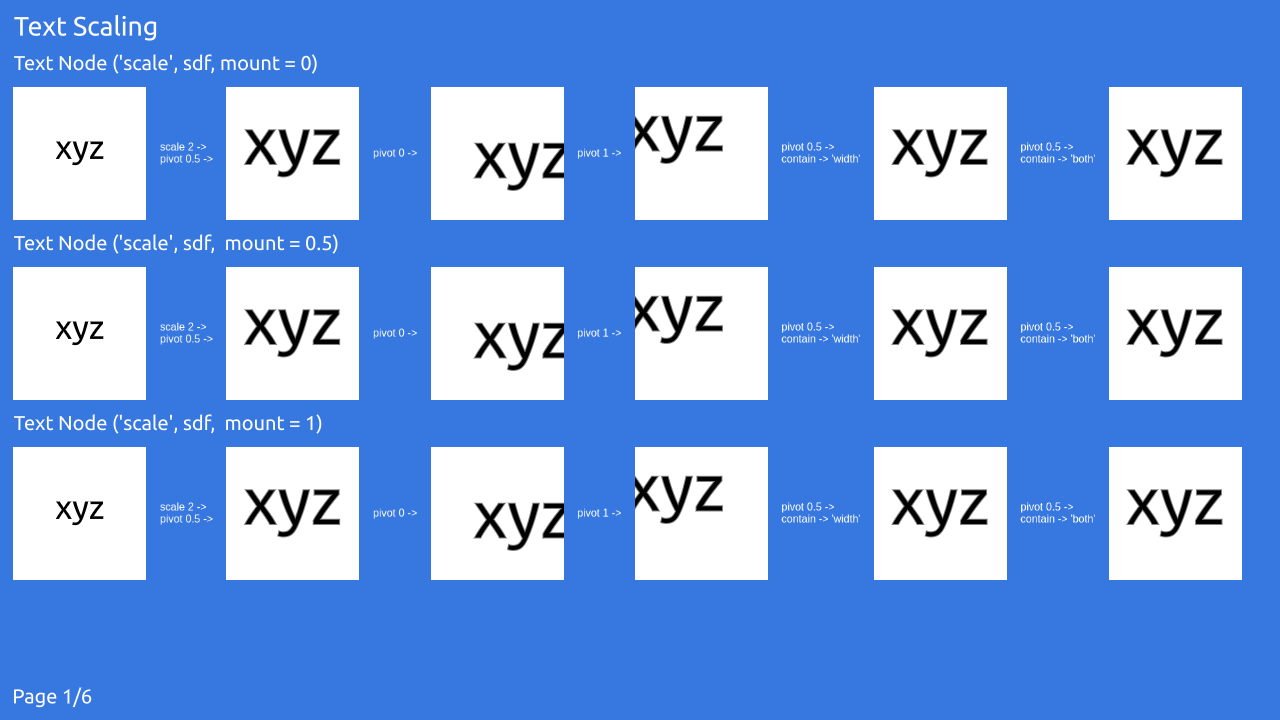 Text Scaling
Text Node ('scale', sdf, mount = 0)
xyz
scale 2 ->
pivot 0.5 ->
xyz
pivot 0 ->
xyz
pivot 1 ->
xyz
pivot 0.5 ->
contain -> 'width'
xyz
pivot 0.5 ->
contain -> 'both'
xyz
Text Node ('scale', sdf,  mount = 0.5)
xyz
scale 2 ->
pivot 0.5 ->
xyz
pivot 0 ->
xyz
pivot 1 ->
xyz
pivot 0.5 ->
contain -> 'width'
xyz
pivot 0.5 ->
contain -> 'both'
xyz
Text Node ('scale', sdf,  mount = 1)
xyz
scale 2 ->
pivot 0.5 ->
xyz
pivot 0 ->
xyz
pivot 1 ->
xyz
pivot 0.5 ->
contain -> 'width'
xyz
pivot 0.5 ->
contain -> 'both'
xyz
Page 1/6